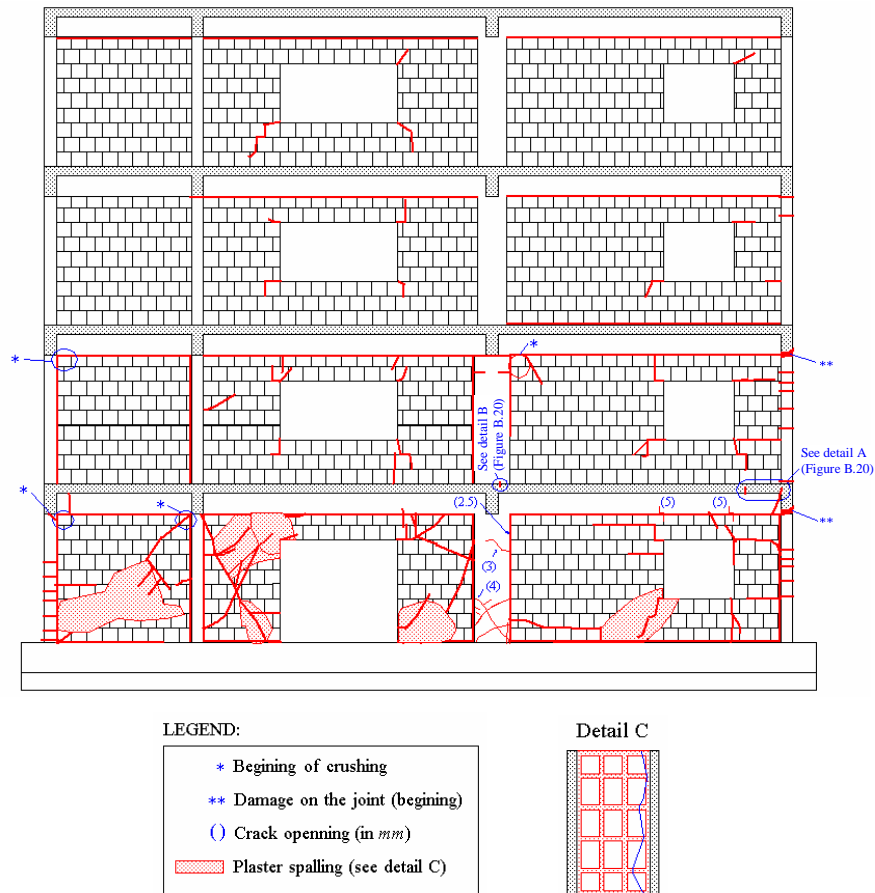 *
*
**
See detail B
(Figure B.20)
See detail A
(Figure B.20)
*
*
(2.5)
(5)
(5)
**
(3)
(4)
LEGEND:
* Begining of crushing
** Damage on the joint (begining)
() Crack openning (in mm)
Plaster spalling (see detail C)
Detail C